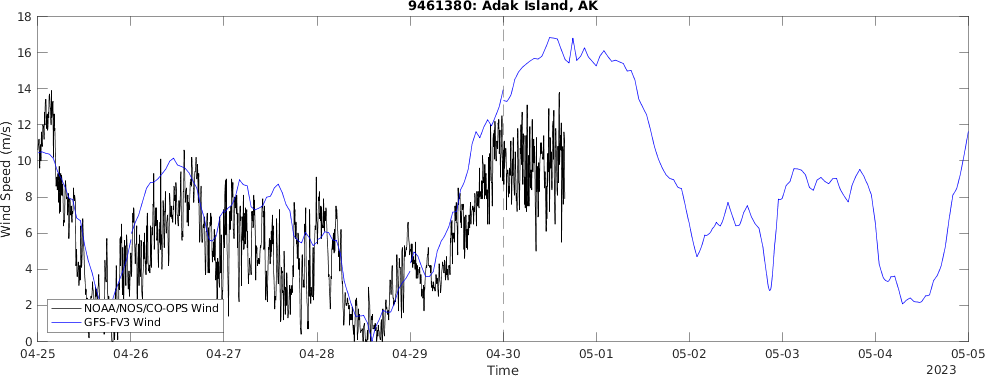 9461380: Adak Island, AK
Wind Speed (m/s)
18
16
14
12
10
8
6
4
2
0
NOAA/NOS/CO-OPS Wind
GFS-FV3 Wind
04-25 04-26 04-27 04-28 04-29 04-30 05-01 05-02 05-03 05-04 05-05
Time
2023